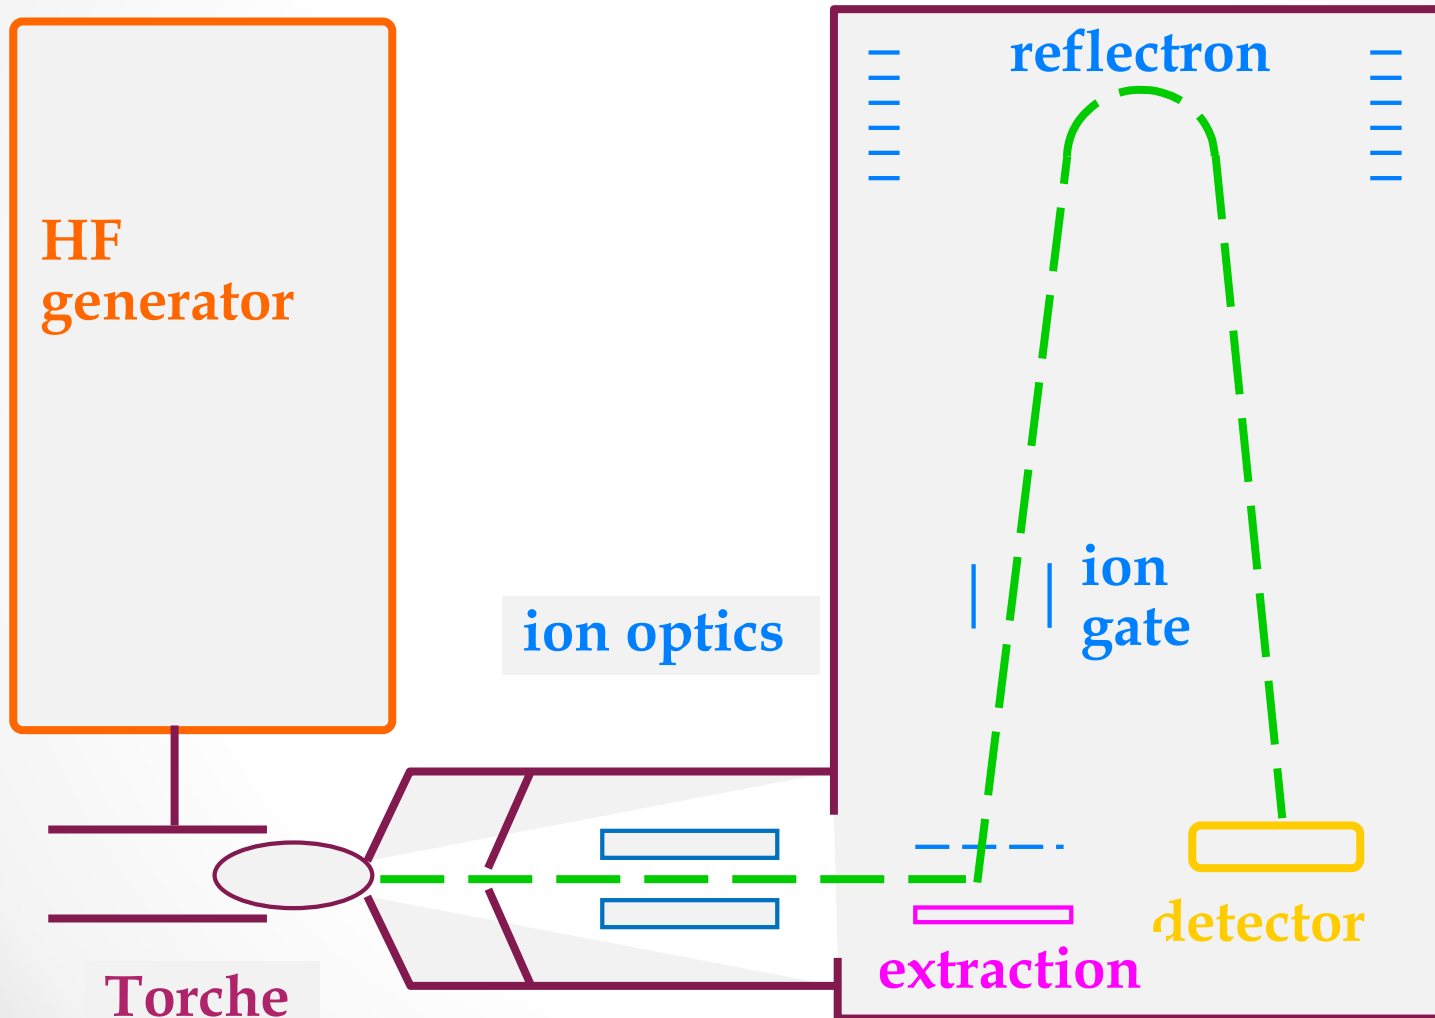 reflectron
HF
generator
ion
gate
ion optics
detector
extraction
Torche